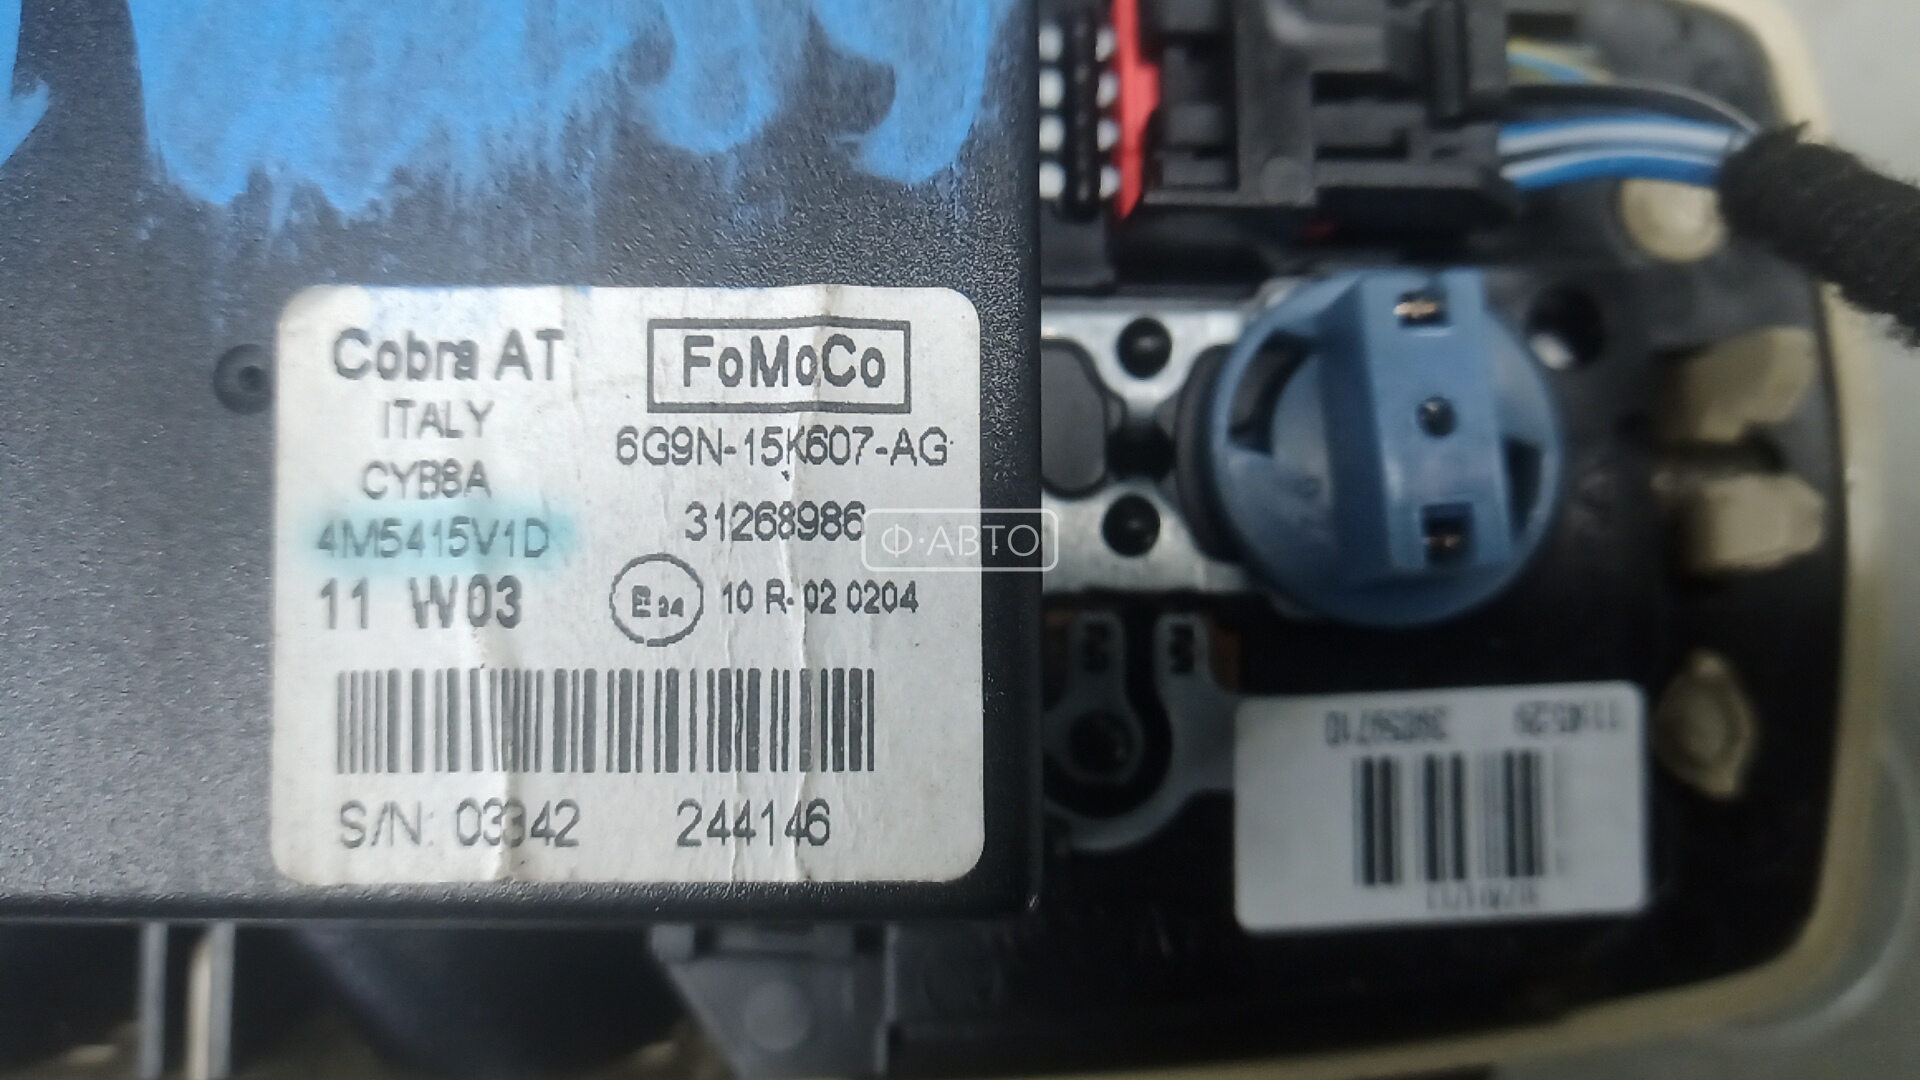 Cobra AT
FoMoCo
ITALY
6G9N-15K607-AG
CYB8A
31268986
4M5415V1D
11 W03
E24
10 R-02 0204
S/N: 03342 244146
Ф·АВТО